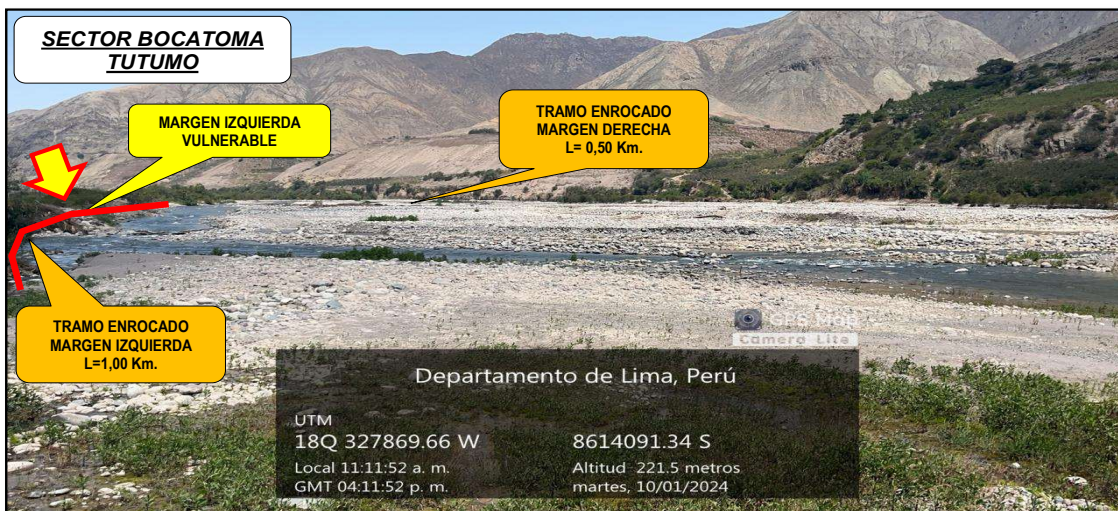 SECTOR BOCATOMA
TUTUMO
MARGEN IZQUIERDA
VULNERABLE
TRAMO ENROCADO
MARGEN DERECHA
L= 0,50 Km.
TRAMO ENROCADO
MARGEN IZQUIERDA
L=1,00 Km.
GPS Map
Camera Lite
Departamento de Lima, Perú
UTM
18Q 327869.66 W 8614091.34 S
Local 11:11:52 a. m. Altitud 221.5 metros
GMT 04:11:52 p. m. martes, 10/01/2024